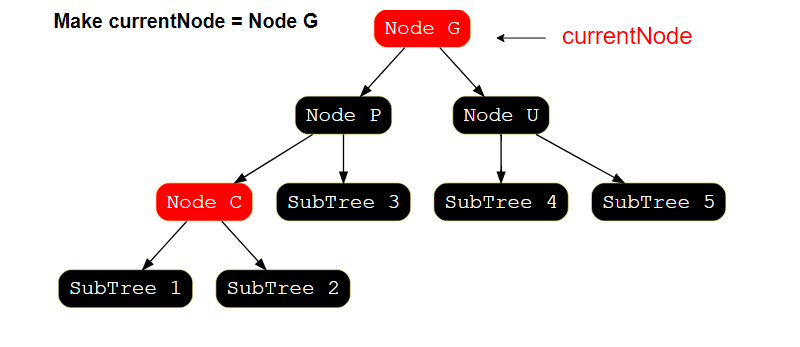 Make currentNode = Node G
Node G
currentNode
Node P
Node U
Node C
SubTree 3
SubTree 4
SubTree 5
SubTree 1
SubTree 2